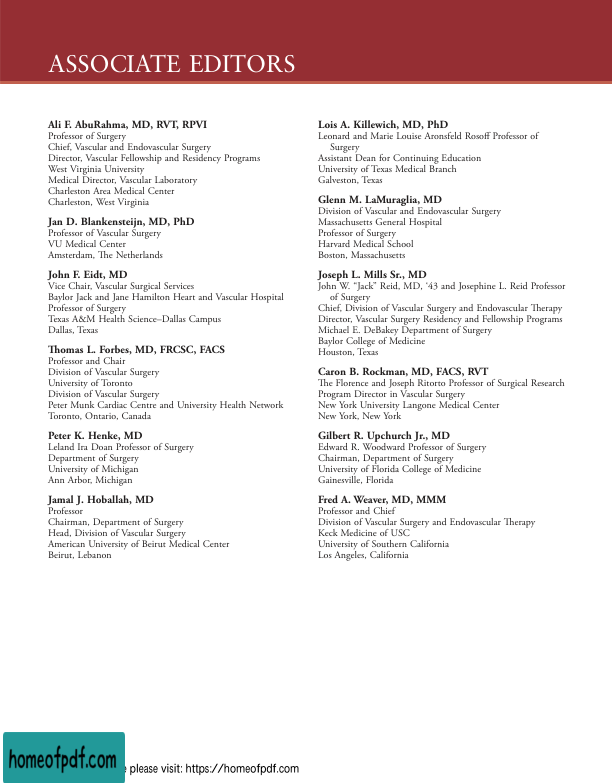 ASSOCIATE EDITORS
Ali F. AbuRahma, MD, RVT, RPVI
Professor of Surgery
Chief, Vascular and Endovascular Surgery
Director, Vascular Fellowship and Residency Programs
West Virginia University
Medical Director, Vascular Laboratory
Charleston Area Medical Center
Charleston, West Virginia
Jan D. Blankensteijn, MD, PhD
Professor of Vascular Surgery
VU Medical Center
Amsterdam, The Netherlands
John F. Eidt, MD
Vice Chair, Vascular Surgical Services
Baylor Jack and Jane Hamilton Heart and Vascular Hospital
Professor of Surgery
Texas A&M Health Science–Dallas Campus
Dallas, Texas
Thomas L. Forbes, MD, FRCSC, FACS
Professor and Chair
Division of Vascular Surgery
University of Toronto
Division of Vascular Surgery
Peter Munk Cardiac Centre and University Health Network
Toronto, Ontario, Canada
Peter K. Henke, MD
Leland Ira Doan Professor of Surgery
Department of Surgery
University of Michigan
Ann Arbor, Michigan
Jamal J. Hoballah, MD
Professor
Chairman, Department of Surgery
Head, Division of Vascular Surgery
American University of Beirut Medical Center
Beirut, Lebanon
Lois A. Killewich, MD, PhD
Leonard and Marie Louise Aronsfeld Rosoff Professor of
Surgery
Assistant Dean for Continuing Education
University of Texas Medical Branch
Galveston, Texas
Glenn M. LaMuraglia, MD
Division of Vascular and Endovascular Surgery
Massachusetts General Hospital
Professor of Surgery
Harvard Medical School
Boston, Massachusetts
Joseph L. Mills Sr., MD
John W. “Jack” Reid, MD, ‘43 and Josephine L. Reid Professor
of Surgery
Chief, Division of Vascular Surgery and Endovascular Therapy
Director, Vascular Surgery Residency and Fellowship Programs
Michael E. DeBakey Department of Surgery
Baylor College of Medicine
Houston, Texas
Caron B. Rockman, MD, FACS, RVT
The Florence and Joseph Ritorto Professor of Surgical Research
Program Director in Vascular Surgery
New York University Langone Medical Center
New York, New York
Gilbert R. Upchurch Jr., MD
Edward R. Woodward Professor of Surgery
Chairman, Department of Surgery
University of Florida College of Medicine
Gainesville, Florida
Fred A. Weaver, MD, MMM
Professor and Chief
Division of Vascular Surgery and Endovascular Therapy
Keck Medicine of USC
University of Southern California
Los Angeles, California
homeofpdf.com
please visit: https://homeofpdf.com